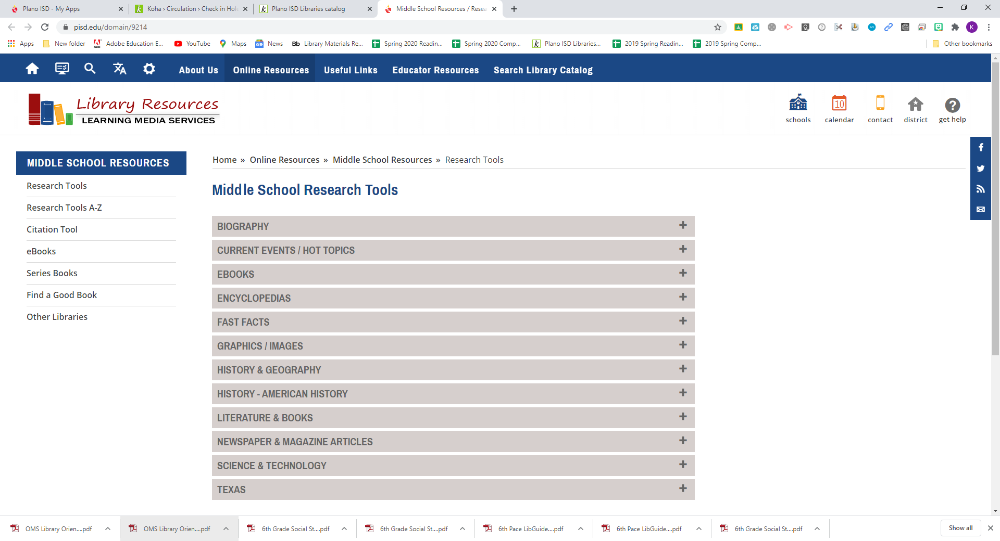 Plano ISD - My Apps
Koha › Circulation › Check in Hol
Plano ISD Libraries catalog
Middle School Resources / Resea
pisd.edu/domain/9214
K
Apps
New folder
Adobe Education E...
YouTube
Maps
News
Bb Library Materials Re...
Spring 2020 Readin...
Spring 2020 Comp...
Plano ISD Libraries...
2019 Spring Readin...
2019 Spring Comp...
Other bookmarks
About Us
Online Resources
Useful Links
Educator Resources
Search Library Catalog
Library Resources
LEARNING MEDIA SERVICES
schools
10
calendar
contact
district
get help
MIDDLE SCHOOL RESOURCES
Research Tools
Research Tools A-Z
Citation Tool
eBooks
Series Books
Find a Good Book
Other Libraries
Home » Online Resources » Middle School Resources » Research Tools
Middle School Research Tools
BIOGRAPHY
CURRENT EVENTS / HOT TOPICS
EBOOKS
ENCYCLOPEDIAS
FAST FACTS
GRAPHICS / IMAGES
HISTORY & GEOGRAPHY
HISTORY - AMERICAN HISTORY
LITERATURE & BOOKS
NEWSPAPER & MAGAZINE ARTICLES
SCIENCE & TECHNOLOGY
TEXAS
OMS Library Orien....pdf
OMS Library Orien....pdf
6th Grade Social St....pdf
6th Grade Social St....pdf
6th Pace LibGuide....pdf
6th Pace LibGuide....pdf
6th Grade Social St....pdf
Show all